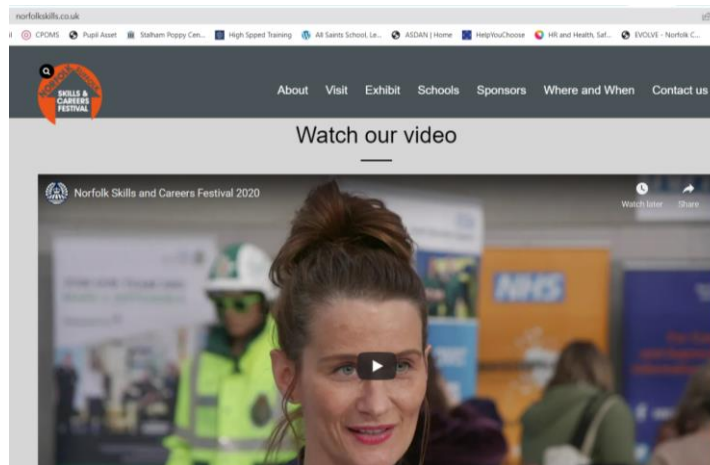 norfolkskills.co.uk
CPOMS Pupil Asset Stalham Poppy Cen... High Spped Training All Saints School, Le... ASDAN | Home HelpYouChoose HR and Health, Saf... EVOLVE - Norfolk C...
NORFOLK
SKILLS &
CAREERS
FESTIVAL
About Visit Exhibit Schools Sponsors Where and When Contact us
Watch our video
Norfolk Skills and Careers Festival 2020
Watch later Share
NHS